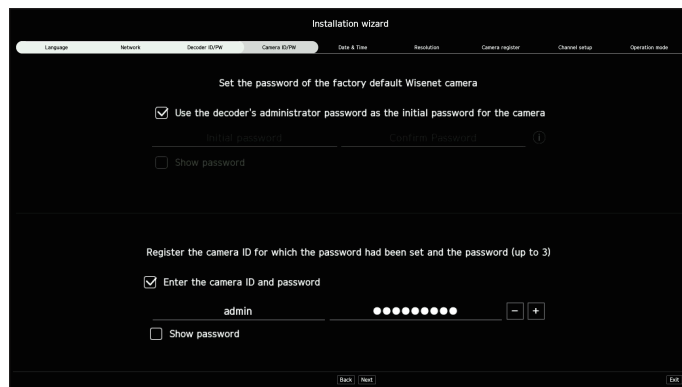 Installation wizard
Language Network Decoder ID/PW Camera ID/PW Date & Time Resolution Camera register Channel setup Operation mode
Set the password of the factory default Wisenet camera
Use the decoder's administrator password as the initial password for the camera
Initial password Confirm Password
Show password
Register the camera ID for which the password had been set and the password (up to 3)
Enter the camera ID and password
admin ●●●●●●●●● − +
Show password
Back Next Exit